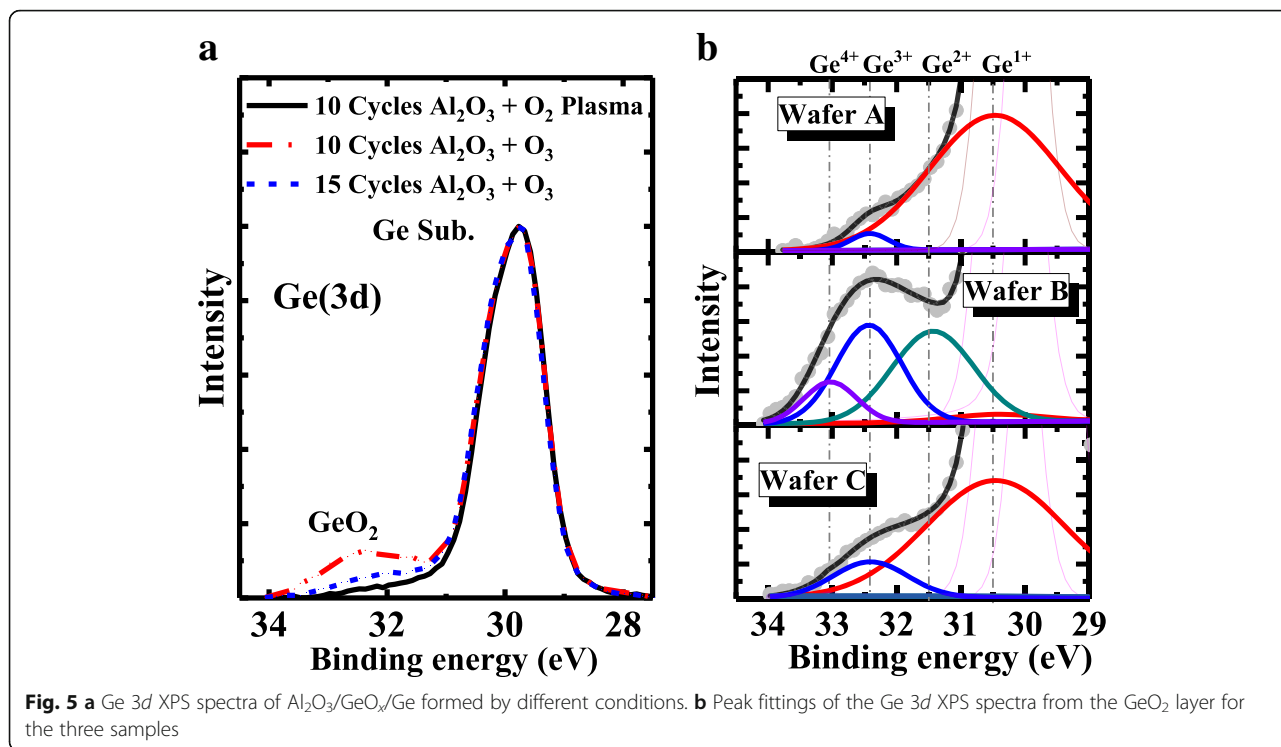 a
10 Cycles Al₂O₃ + O₂ Plasma
10 Cycles Al₂O₃ + O₃
15 Cycles Al₂O₃ + O₃
Ge Sub.
Ge(3d)
GeO₂
Intensity
34 32 30 28
Binding energy (eV)
b
Ge⁴⁺ Ge³⁺ Ge²⁺ Ge¹⁺
Wafer A
Wafer B
Wafer C
Intensity
34 33 32 31 30 29
Binding energy (eV)
Fig. 5 a Ge 3d XPS spectra of Al₂O₃/GeOₓ/Ge formed by different conditions. b Peak fittings of the Ge 3d XPS spectra from the GeO₂ layer for
the three samples